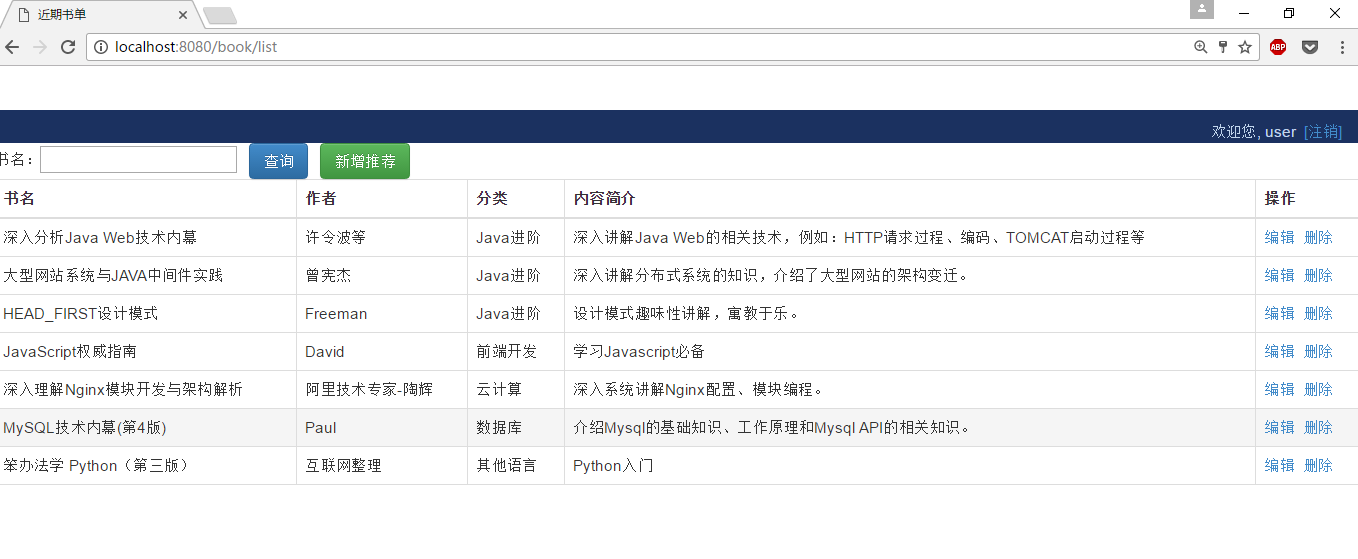 近期书单
localhost:8080/book/list
ABP
欢迎您, user [注销]
书名： 查询 新增推荐
书名 作者 分类 内容简介 操作
深入分析Java Web技术内幕 许令波等 Java进阶 深入讲解Java Web的相关技术，例如：HTTP请求过程、编码、TOMCAT启动过程等 编辑 删除
大型网站系统与JAVA中间件实践 曾宪杰 Java进阶 深入讲解分布式系统的知识，介绍了大型网站的架构变迁。 编辑 删除
HEAD_FIRST设计模式 Freeman Java进阶 设计模式趣味性讲解，寓教于乐。 编辑 删除
JavaScript权威指南 David 前端开发 学习Javascript必备 编辑 删除
深入理解Nginx模块开发与架构解析 阿里技术专家-陶辉 云计算 深入系统讲解Nginx配置、模块编程。 编辑 删除
MySQL技术内幕(第4版) Paul 数据库 介绍Mysql的基础知识、工作原理和Mysql API的相关知识。 编辑 删除
笨办法学 Python（第三版） 互联网整理 其他语言 Python入门 编辑 删除